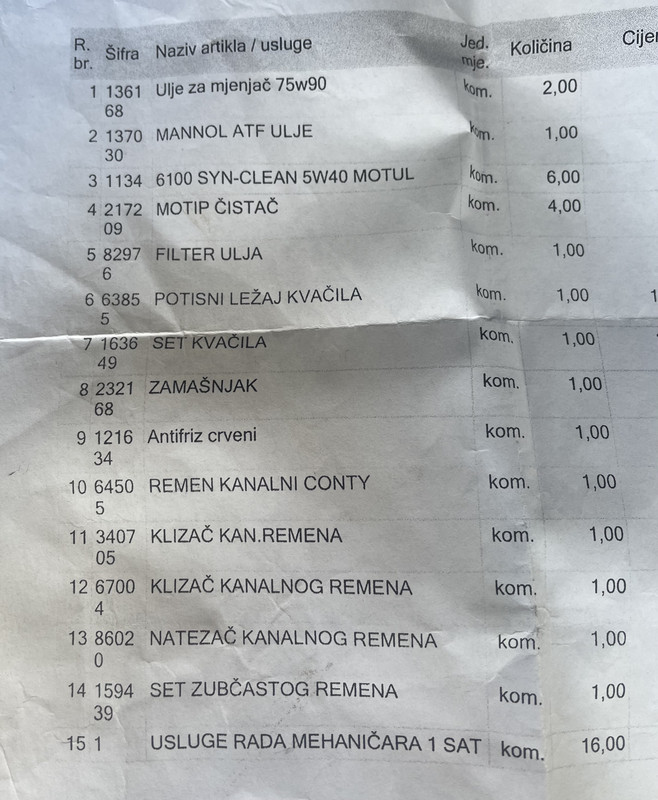 R. br. Šifra Naziv artikla / usluge Jed. mje. Količina Cijen
1 1361 Ulje za mjenjač 75w90 kom. 2,00
68
2 1370 MANNOL ATF ULJE kom. 1,00
30
3 1134 6100 SYN-CLEAN 5W40 MOTUL kom. 6,00
4 2172 MOTIP ČISTAČ kom. 4,00
09
5 8297 FILTER ULJA kom. 1,00
6
6 6385 POTISNI LEŽAJ KVAČILA kom. 1,00 1
5
7 1636 SET KVAČILA kom. 1,00
49
8 2321 ZAMAŠNJAK kom. 1,00
68
9 1216 Antifriz crveni kom. 1,00
34
10 6450 REMEN KANALNI CONTY kom. 1,00
5
11 3407 KLIZAČ KAN.REMENA kom. 1,00
05
12 6700 KLIZAČ KANALNOG REMENA kom. 1,00
4
13 8602 NATEZAČ KANALNOG REMENA kom. 1,00
0
14 1594 SET ZUBČASTOG REMENA kom. 1,00
39
15 1 USLUGE RADA MEHANIČARA 1 SAT kom. 16,00